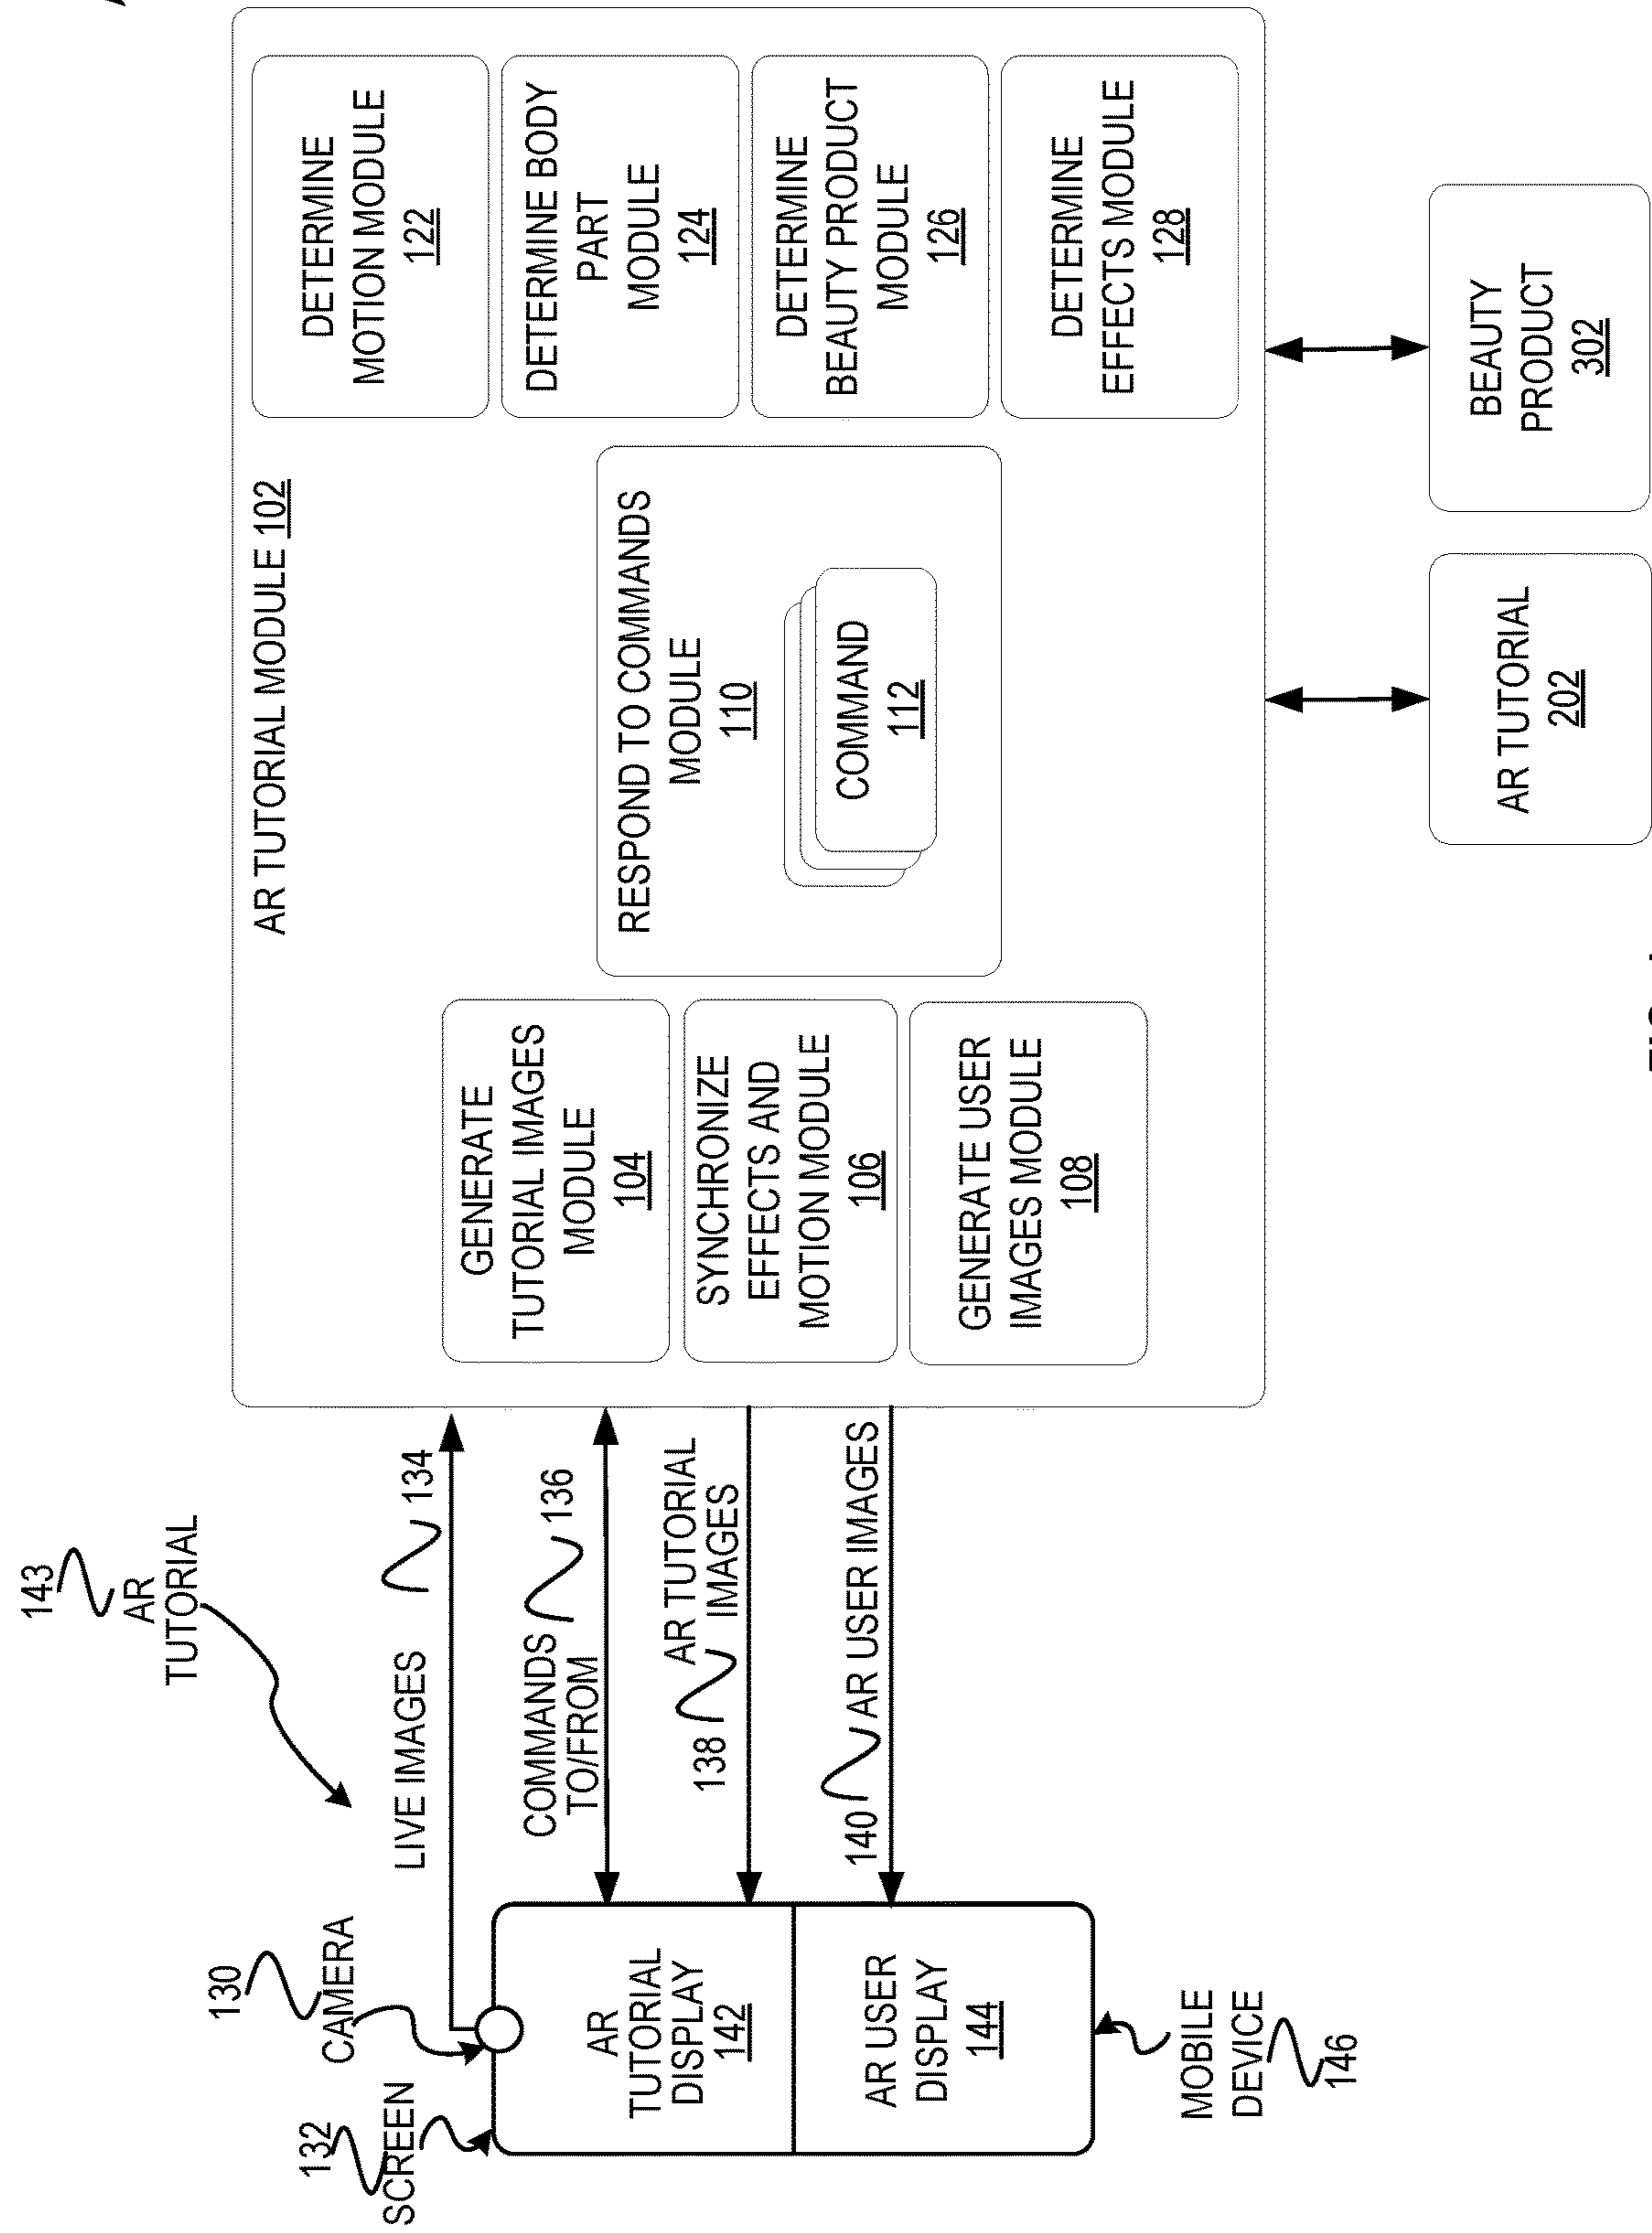 143
AR
TUTORIAL
130
CAMERA
132
SCREEN
LIVE IMAGES
134
COMMANDS
TO/FROM
136
138
AR TUTORIAL
IMAGES
140
AR USER IMAGES
AR
TUTORIAL
DISPLAY
142
AR USER
DISPLAY
144
MOBILE
DEVICE
146
AR TUTORIAL MODULE 102
GENERATE
TUTORIAL IMAGES
MODULE
104
SYNCHRONIZE
EFFECTS AND
MOTION MODULE
106
GENERATE USER
IMAGES MODULE
108
RESPOND TO COMMANDS
MODULE
110
COMMAND
112
DETERMINE
MOTION MODULE
122
DETERMINE BODY
PART
MODULE
124
DETERMINE
BEAUTY PRODUCT
MODULE
126
DETERMINE
EFFECTS MODULE
128
AR TUTORIAL
202
BEAUTY
PRODUCT
302